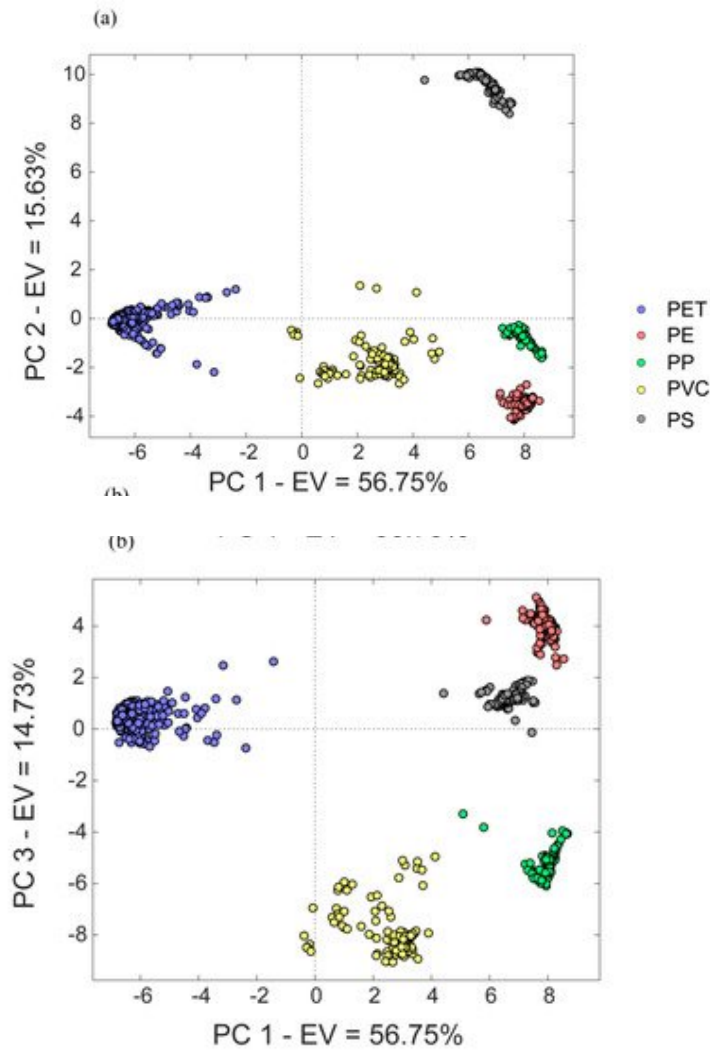 (a)
10
8
6
4
2
0
-2
-4
PC 2 - EV = 15.63%
-6 -4 -2 0 2 4 6 8
PC 1 - EV = 56.75%
PET
PE
PP
PVC
PS
(b)
(b)
4
2
0
-2
-4
-6
-8
PC 3 - EV = 14.73%
-6 -4 -2 0 2 4 6 8
PC 1 - EV = 56.75%